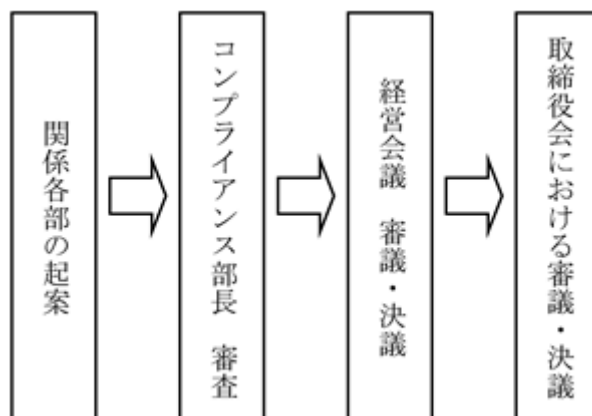 関係各部の起案
コンプライアンス部長　審査
経営会議　審議・決議
取締役会における審議・決議